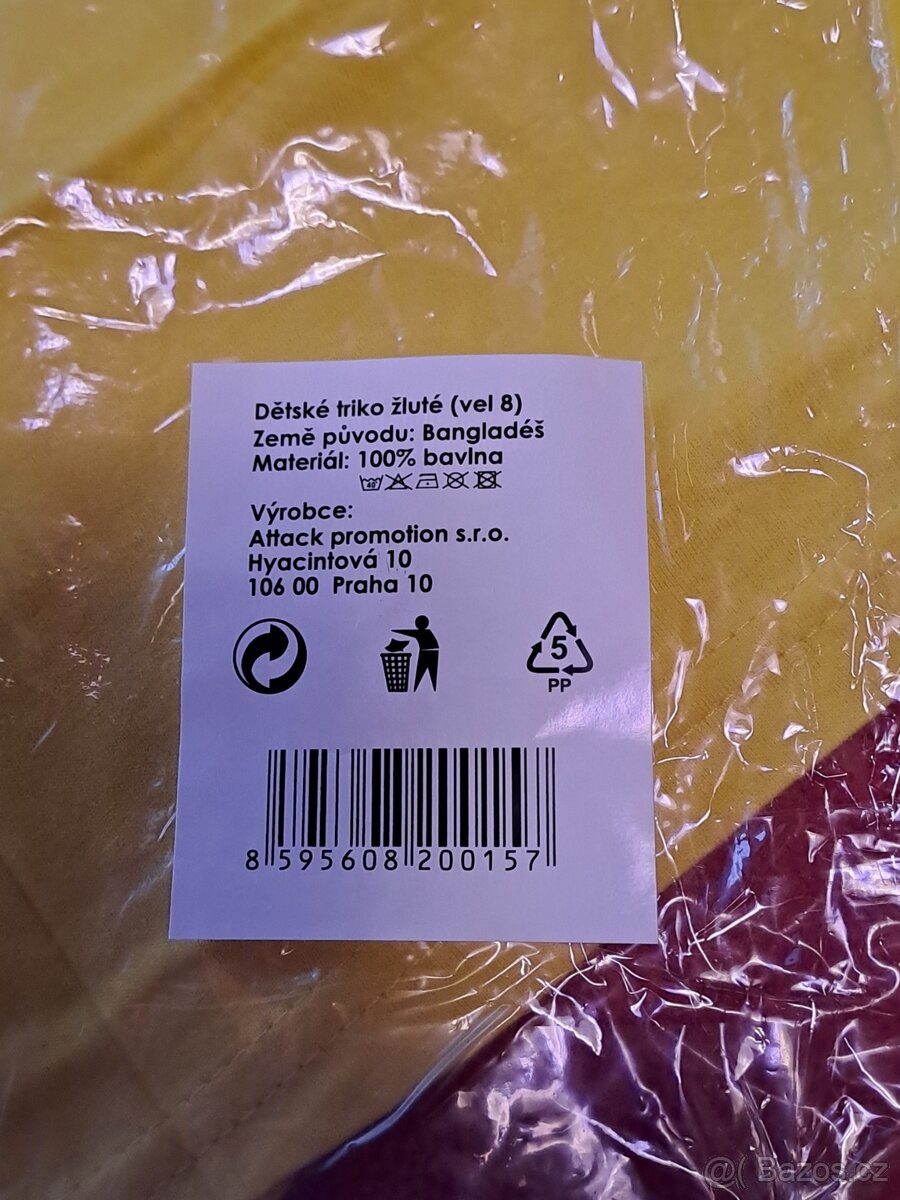 Dětské triko žluté (vel 8)
Země původu: Bangladéš
Materiál: 100% bavlna
40
Výrobce:
Attack promotion s.r.o.
Hyacintová 10
106 00 Praha 10
5
PP
8 595608 200157
@( Bazos.cz